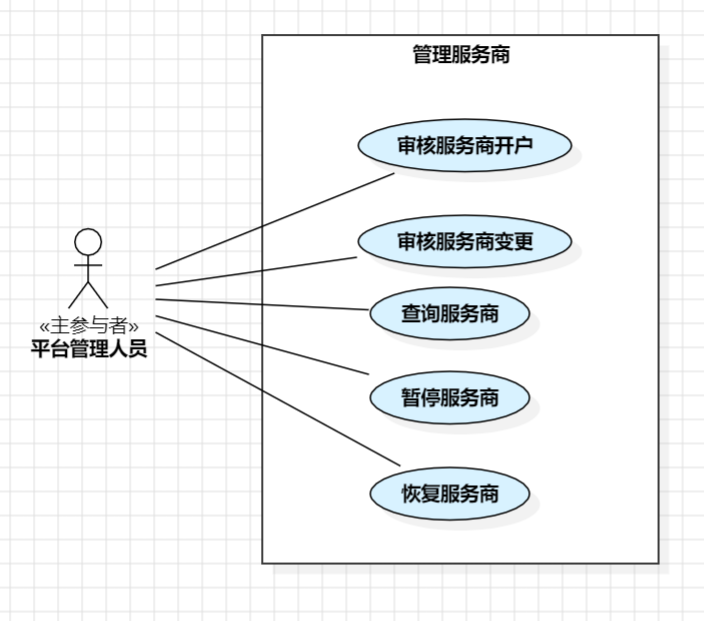 管理服务商
审核服务商开户
审核服务商变更
查询服务商
暂停服务商
恢复服务商
«主参与者»
平台管理人员